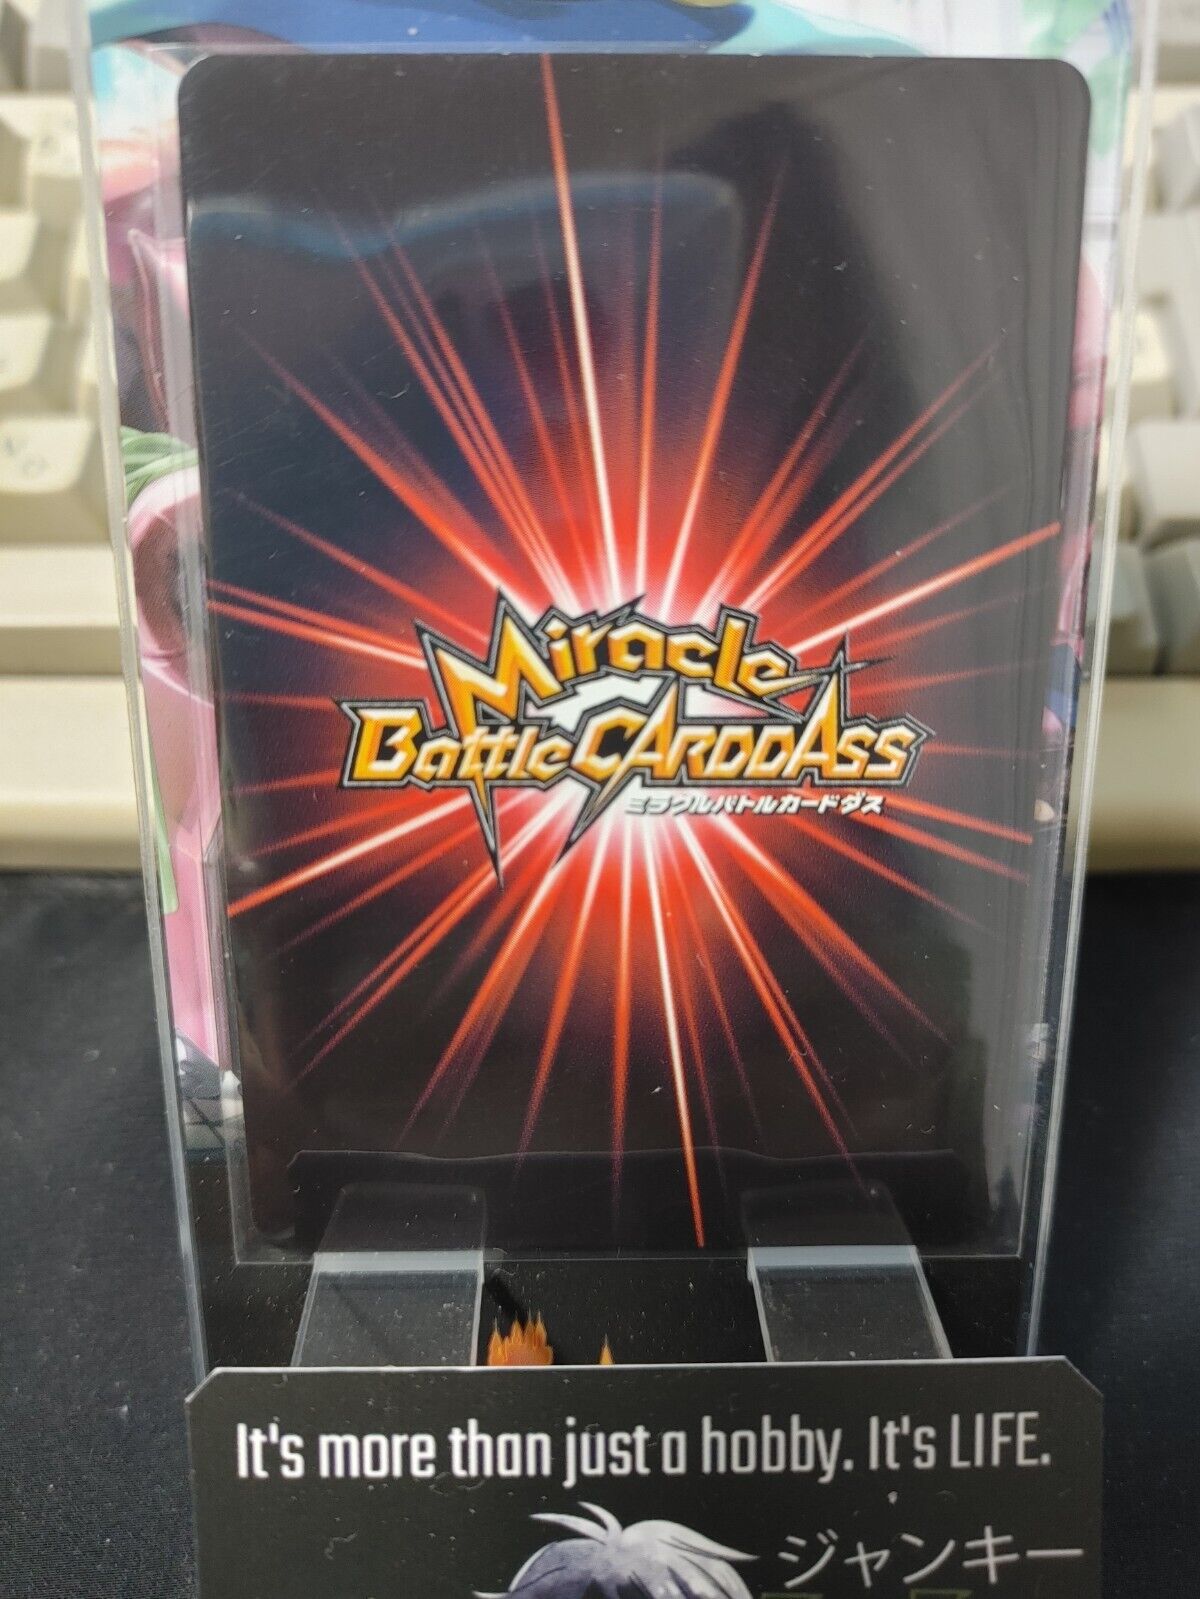 Miracle
Battle CARDDASS
ミラクルバトルカードダス
It's more than just a hobby. It's LIFE.
ジャンキー